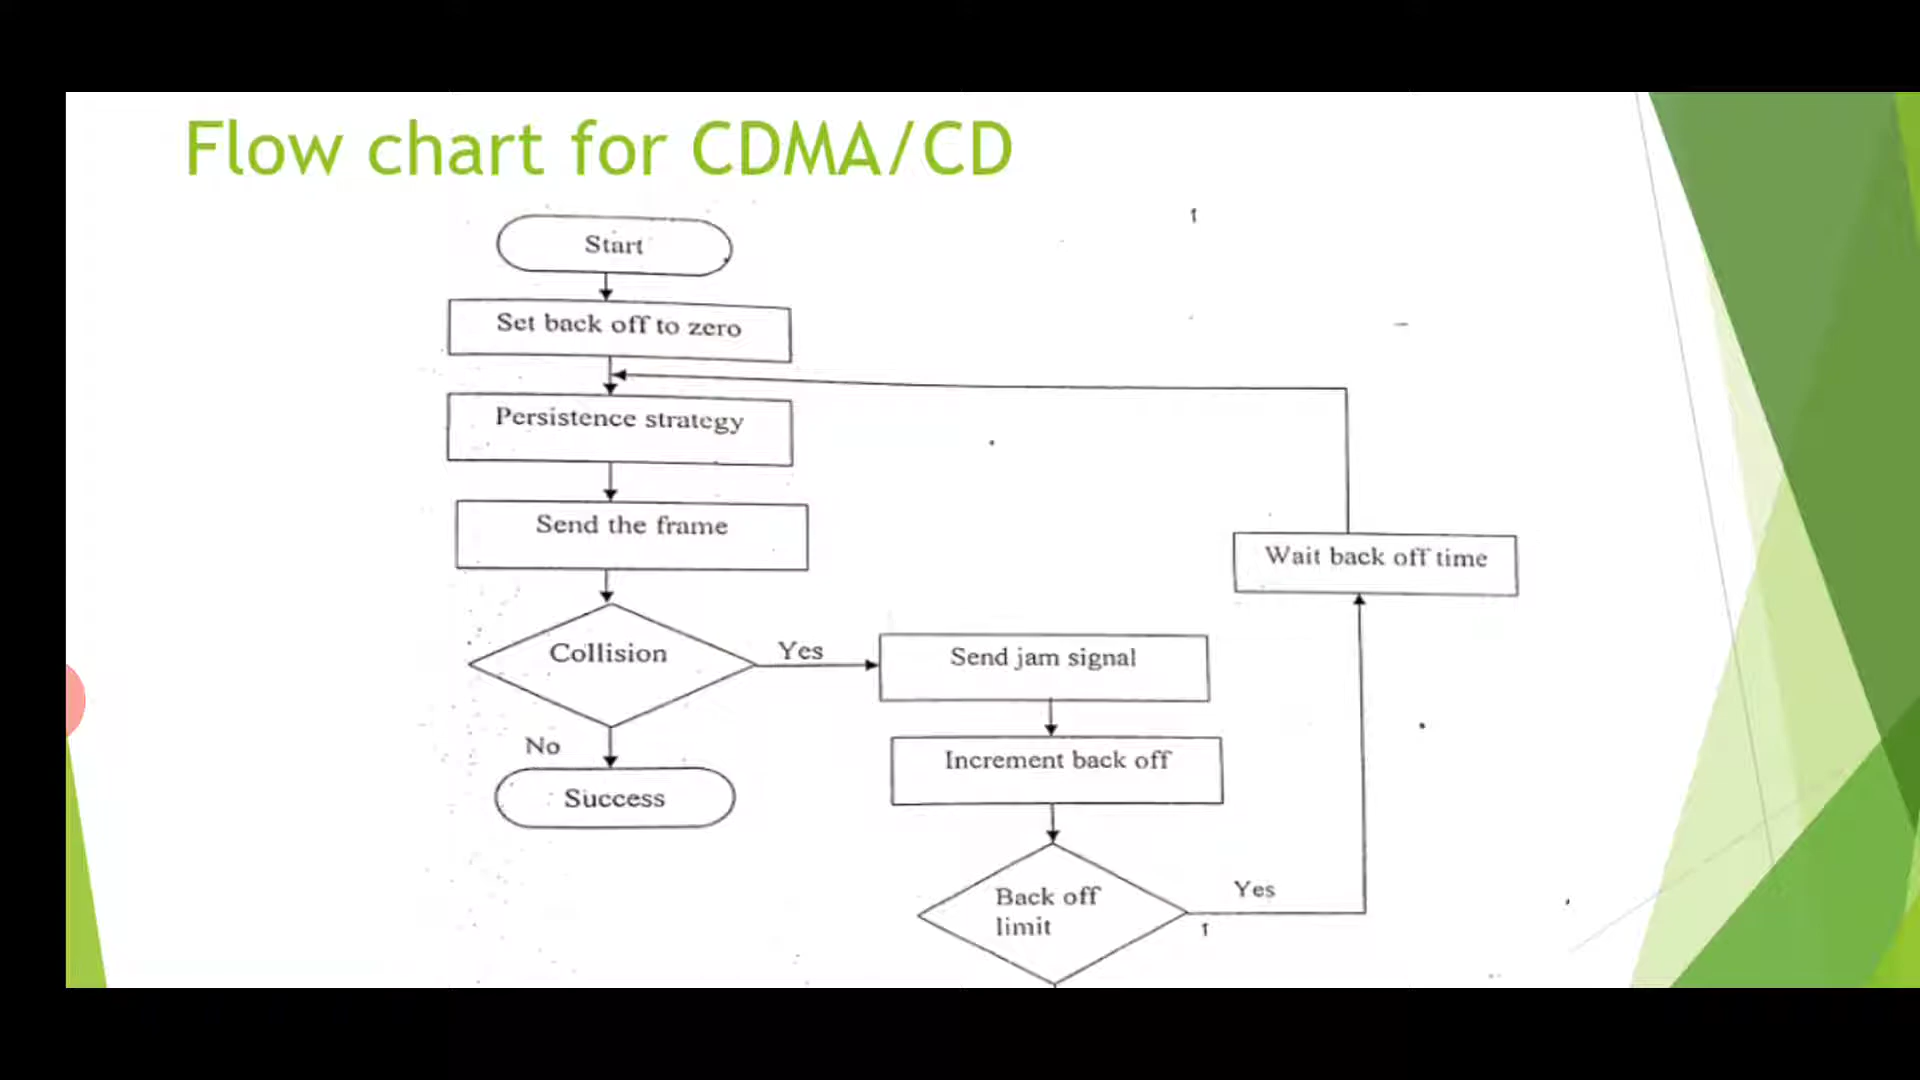 Flow chart for CDMA/CD
Start
Set back off to zero
Persistence strategy
Send the frame
Wait back off time
Collision
Yes
Send jam signal
No
Increment back off
Success
Yes
Back off
limit